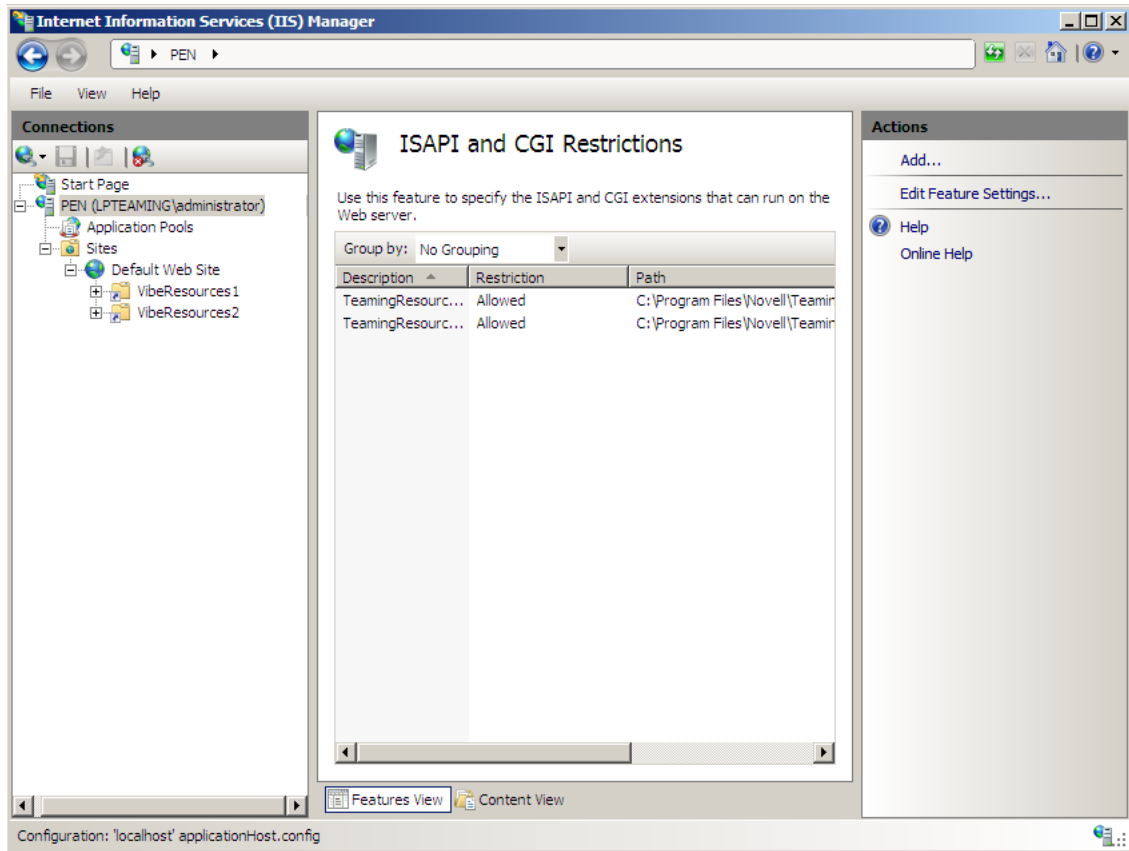 Internet Information Services (IIS) Manager
PEN
File View Help
Connections
Start Page
PEN (LPTEAMING\administrator)
Application Pools
Sites
Default Web Site
VibeResources1
VibeResources2
ISAPI and CGI Restrictions
Use this feature to specify the ISAPI and CGI extensions that can run on the
Web server.
Group by: No Grouping
Description Restriction Path
TeamingResourc... Allowed C:\Program Files\Novell\Teamin
TeamingResourc... Allowed C:\Program Files\Novell\Teamin
Features View Content View
Actions
Add...
Edit Feature Settings...
Help
Online Help
Configuration: 'localhost' applicationHost.config